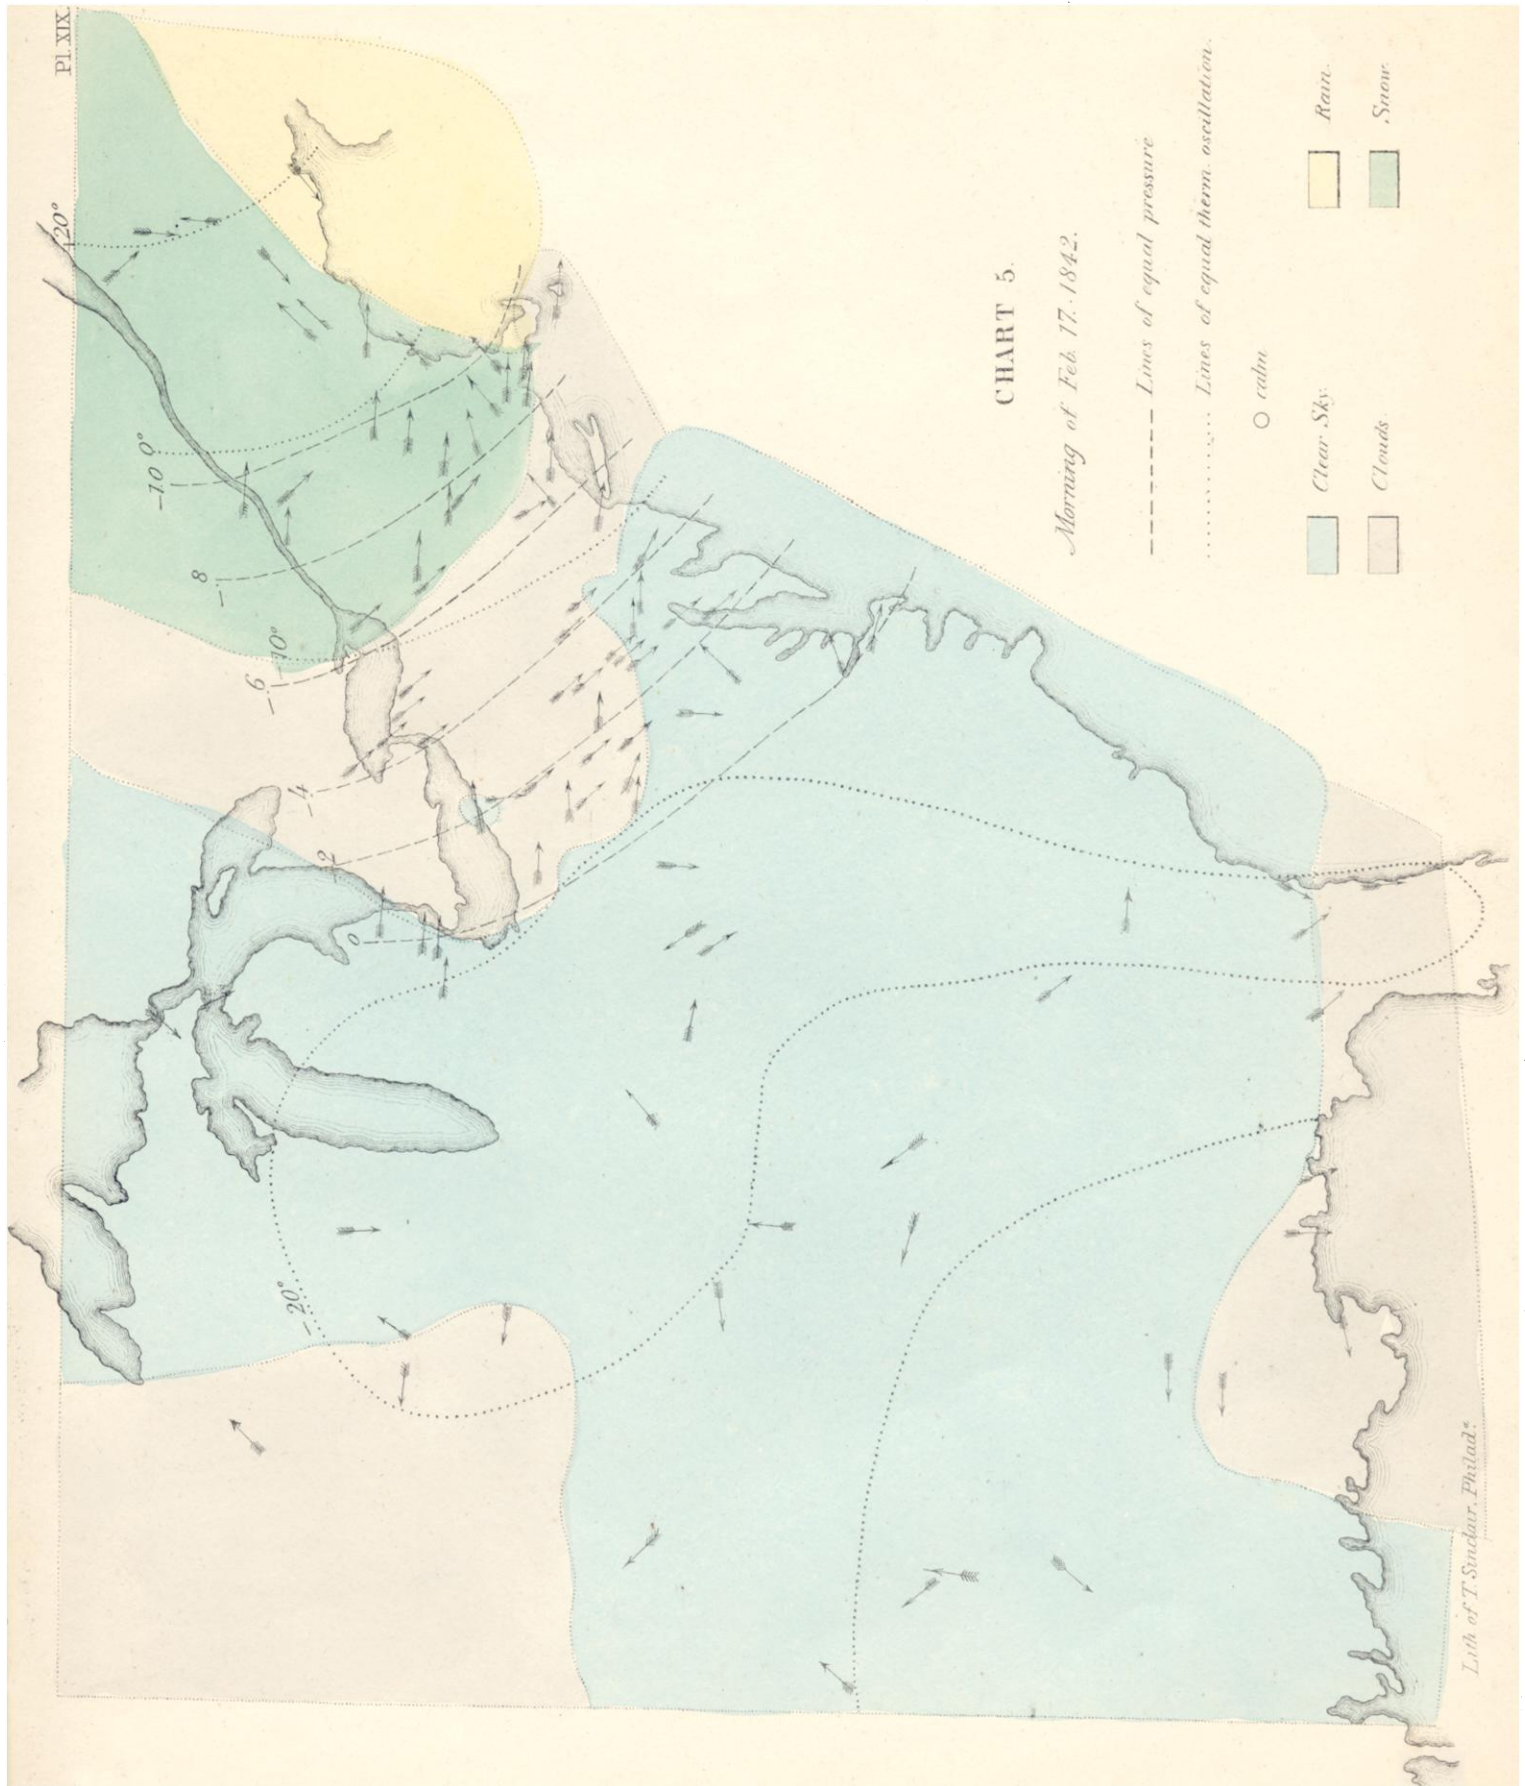 Pl. XIX.
20°
0°
-10
-8
10°
-6
-4
-2
0
-20°
CHART 5.
Morning of Feb. 17. 1842.
Lines of equal pressure
Lines of equal therm. oscillation.
calm
Clear Sky.
Rain.
Clouds
Snow.
Lith of T. Sinclair, Philada.